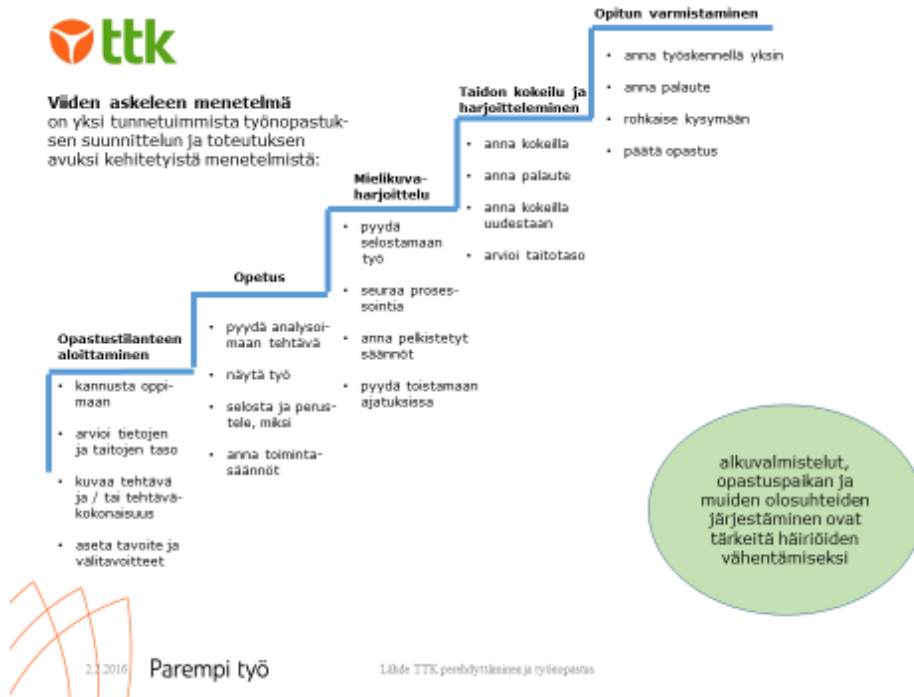 ttk
Viiden askeleen menetelmä
on yksi tunnetuimmista työnopastuk-
sen suunnittelun ja toteutuksen
avuksi kehitetyistä menetelmistä:
Opastustilanteen
aloittaminen
• kannusta oppi-
maan
• arvioi tietojen
ja taitojen taso
• kuvaa tehtävä
ja / tai tehtävä-
kokonaisuus
• aseta tavoite ja
välitavoitteet
Opetus
• pyydä analysoi-
maan tehtävä
• näytä työ
• selosta ja perus-
tele, miksi
• anna toiminta-
säännöt
Mielikuva-
harjoittelu
• pyydä
selostamaan
työ
• seuraa proses-
sointia
• anna pelkistetyt
säännöt
• pyydä toistamaan
ajatuksissa
Taidon kokeilu ja
harjoitteleminen
• anna kokeilla
• anna palaute
• anna kokeilla
uudestaan
• arvioi taitotaso
Opitun varmistaminen
• anna työskennellä yksin
• anna palaute
• rohkaise kysymään
• päätä opastus
alkuvalmistelut,
opastuspaikan ja
muiden olosuhteiden
järjestäminen ovat
tärkeitä häiriöiden
vähentämiseksi
2.2.2016
Parempi työ
Lähde TTK perehdyttäminen ja työnopastus